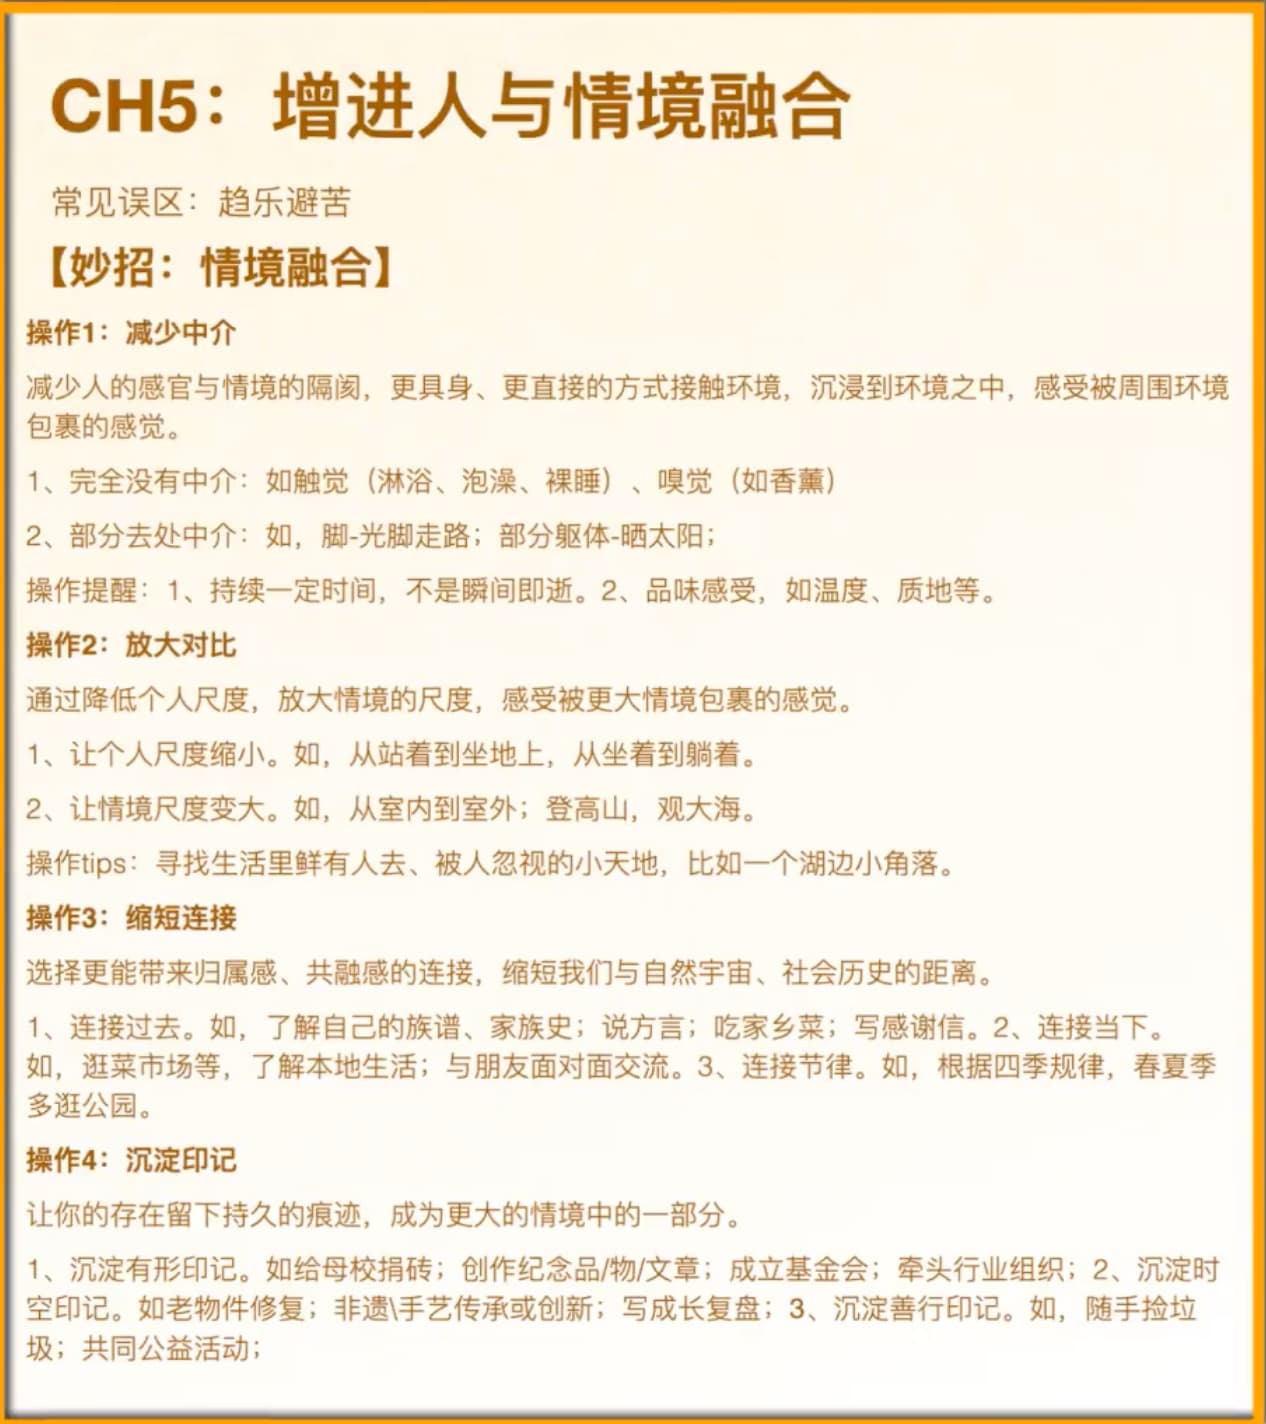 CH5：增进人与情境融合
常见误区：趋乐避苦
【妙招：情境融合】
操作1：减少中介
减少人的感官与情境的隔阂，更具身、更直接的方式接触环境，沉浸到环境之中，感受被周围环境
包裹的感觉。
1、完全没有中介：如触觉（淋浴、泡澡、裸睡）、嗅觉（如香薰）
2、部分去处中介：如，脚-光脚走路；部分躯体-晒太阳；
操作提醒：1、持续一定时间，不是瞬间即逝。2、品味感受，如温度、质地等。
操作2：放大对比
通过降低个人尺度，放大情境的尺度，感受被更大情境包裹的感觉。
1、让个人尺度缩小。如，从站着到坐地上，从坐着到躺着。
2、让情境尺度变大。如，从室内到室外；登高山，观大海。
操作tips：寻找生活里鲜有人去、被人忽视的小天地，比如一个湖边小角落。
操作3：缩短连接
选择更能带来归属感、共融感的连接，缩短我们与自然宇宙、社会历史的距离。
1、连接过去。如，了解自己的族谱、家族史；说方言；吃家乡菜；写感谢信。2、连接当下。
如，逛菜市场等，了解本地生活；与朋友面对面交流。3、连接节律。如，根据四季规律，春夏季
多逛公园。
操作4：沉淀印记
让你的存在留下持久的痕迹，成为更大的情境中的一部分。
1、沉淀有形印记。如给母校捐砖；创作纪念品/物/文章；成立基金会；牵头行业组织；2、沉淀时
空印记。如老物件修复；非遗\手艺传承或创新；写成长复盘；3、沉淀善行印记。如，随手捡垃
圾；共同公益活动；